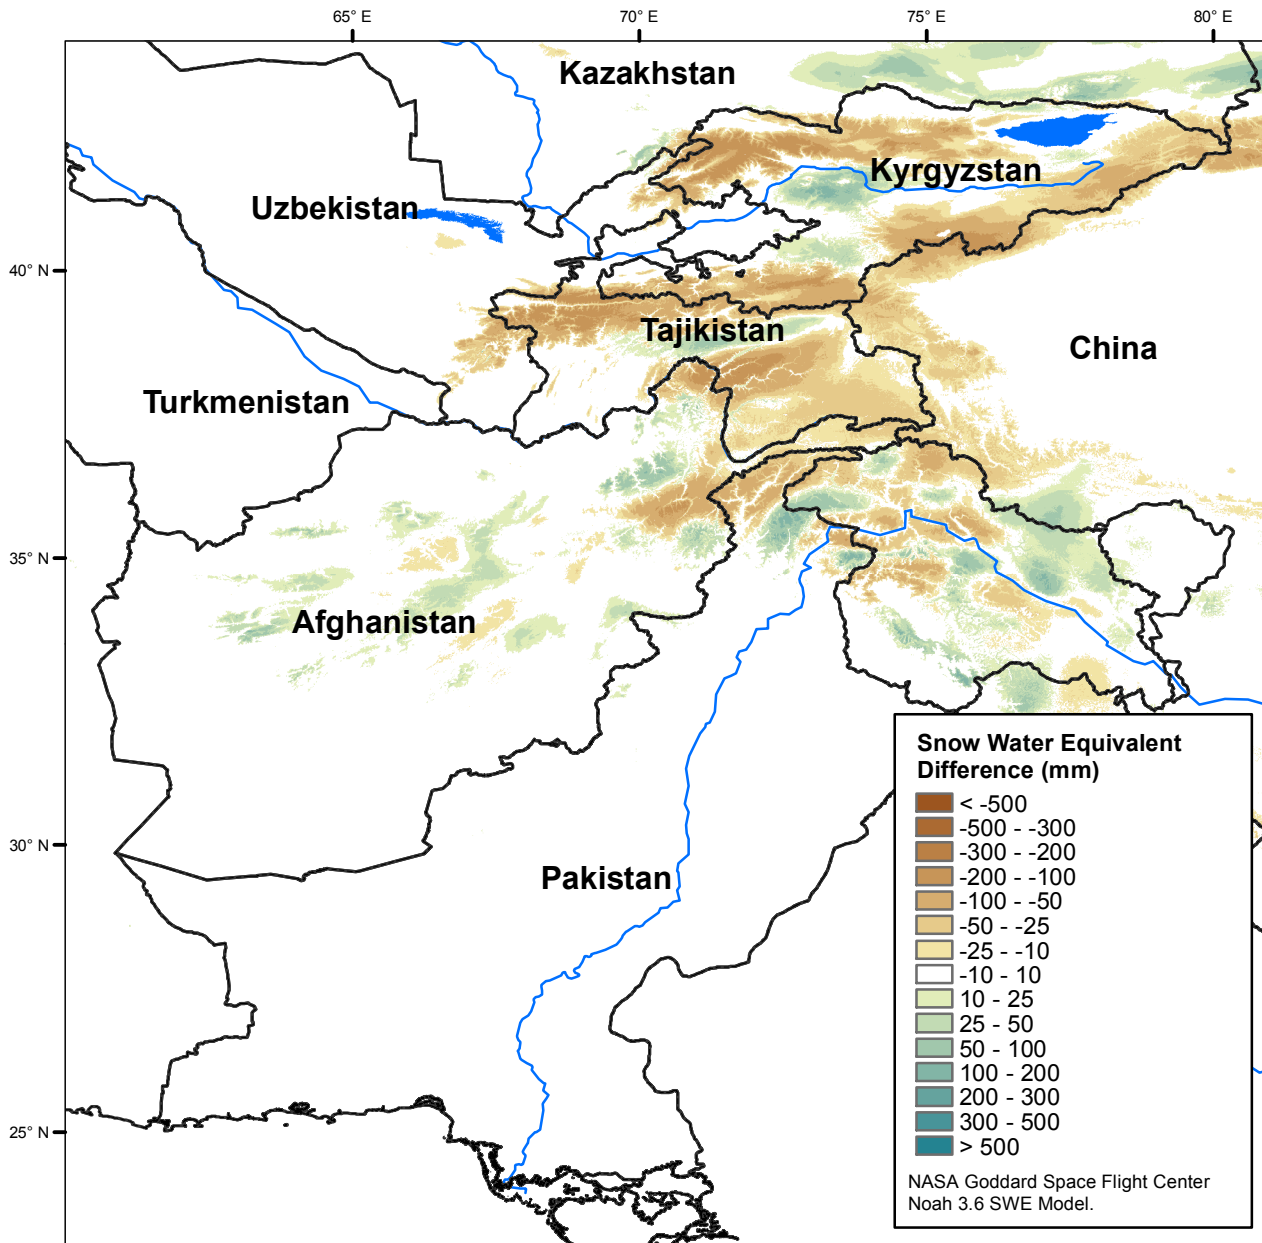 65° E
70° E
75° E
80° E
Kazakhstan
Kyrgyzstan
Uzbekistan
40° N
Tajikistan
China
Turkmenistan
35° N
Afghanistan
Snow Water Equivalent
Difference (mm)
< -500
-500 - -300
-300 - -200
-200 - -100
-100 - -50
-50 - -25
-25 - -10
-10 - 10
10 - 25
25 - 50
50 - 100
100 - 200
200 - 300
300 - 500
> 500
NASA Goddard Space Flight Center
Noah 3.6 SWE Model.
30° N
Pakistan
25° N